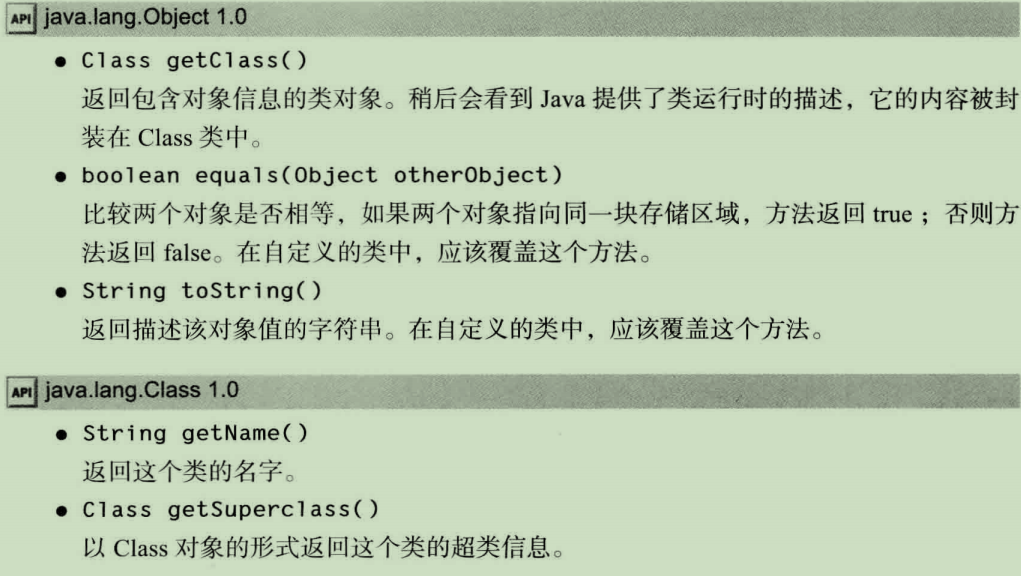 API java.lang.Object 1.0
● Class getClass()
返回包含对象信息的类对象。稍后会看到 Java 提供了类运行时的描述，它的内容被封
装在 Class 类中。
● boolean equals(Object otherObject)
比较两个对象是否相等，如果两个对象指向同一块存储区域，方法返回 true；否则方
法返回 false。在自定义的类中，应该覆盖这个方法。
● String toString()
返回描述该对象值的字符串。在自定义的类中，应该覆盖这个方法。
API java.lang.Class 1.0
● String getName()
返回这个类的名字。
● Class getSuperclass()
以 Class 对象的形式返回这个类的超类信息。